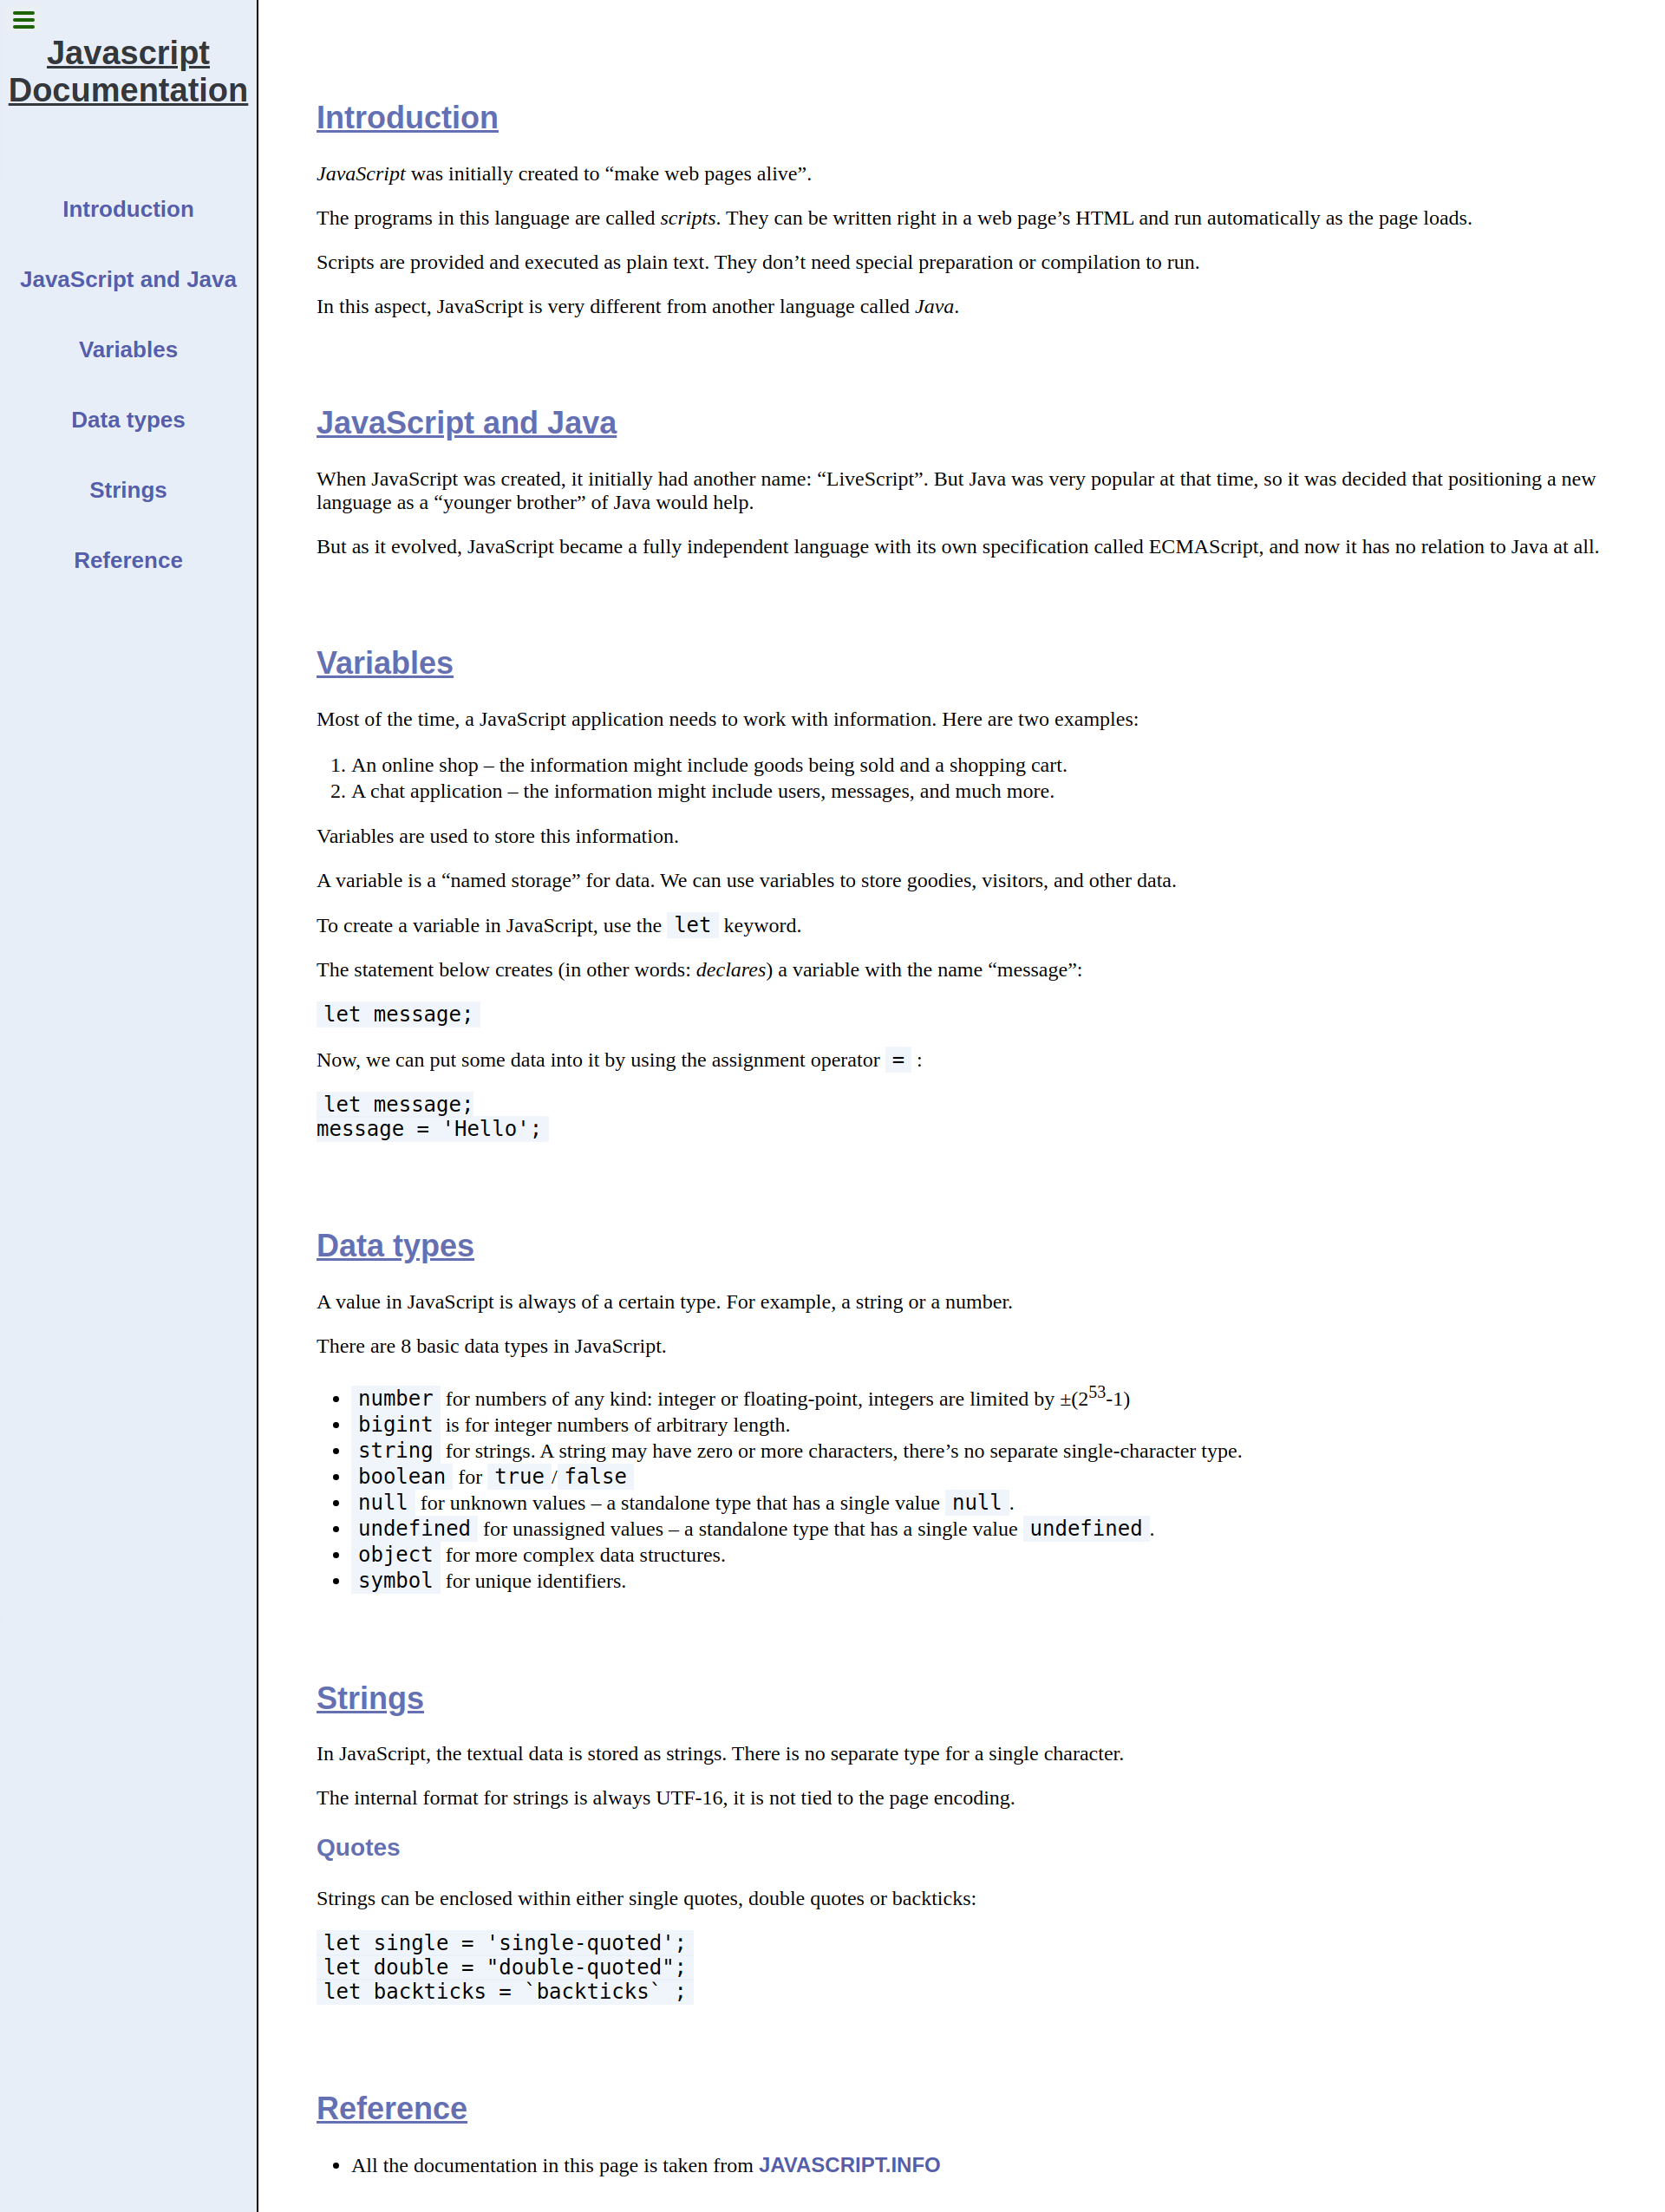 Javascript
Documentation
Introduction
JavaScript and Java
Variables
Data types
Strings
Reference
Introduction
JavaScript was initially created to “make web pages alive”.
The programs in this language are called scripts. They can be written right in a web page’s HTML and run automatically as the page loads.
Scripts are provided and executed as plain text. They don’t need special preparation or compilation to run.
In this aspect, JavaScript is very different from another language called Java.
JavaScript and Java
When JavaScript was created, it initially had another name: “LiveScript”. But Java was very popular at that time, so it was decided that positioning a new
language as a “younger brother” of Java would help.
But as it evolved, JavaScript became a fully independent language with its own specification called ECMAScript, and now it has no relation to Java at all.
Variables
Most of the time, a JavaScript application needs to work with information. Here are two examples:
1. An online shop – the information might include goods being sold and a shopping cart.
2. A chat application – the information might include users, messages, and much more.
Variables are used to store this information.
A variable is a “named storage” for data. We can use variables to store goodies, visitors, and other data.
To create a variable in JavaScript, use the let keyword.
The statement below creates (in other words: declares) a variable with the name “message”:
let message;
Now, we can put some data into it by using the assignment operator = :
let message;
message = 'Hello';
Data types
A value in JavaScript is always of a certain type. For example, a string or a number.
There are 8 basic data types in JavaScript.
• number for numbers of any kind: integer or floating-point, integers are limited by ±(2⁵³-1)
• bigint is for integer numbers of arbitrary length.
• string for strings. A string may have zero or more characters, there’s no separate single-character type.
• boolean for true / false
• null for unknown values – a standalone type that has a single value null .
• undefined for unassigned values – a standalone type that has a single value undefined .
• object for more complex data structures.
• symbol for unique identifiers.
Strings
In JavaScript, the textual data is stored as strings. There is no separate type for a single character.
The internal format for strings is always UTF-16, it is not tied to the page encoding.
Quotes
Strings can be enclosed within either single quotes, double quotes or backticks:
let single = 'single-quoted';
let double = "double-quoted";
let backticks = `backticks` ;
Reference
• All the documentation in this page is taken from JAVASCRIPT.INFO